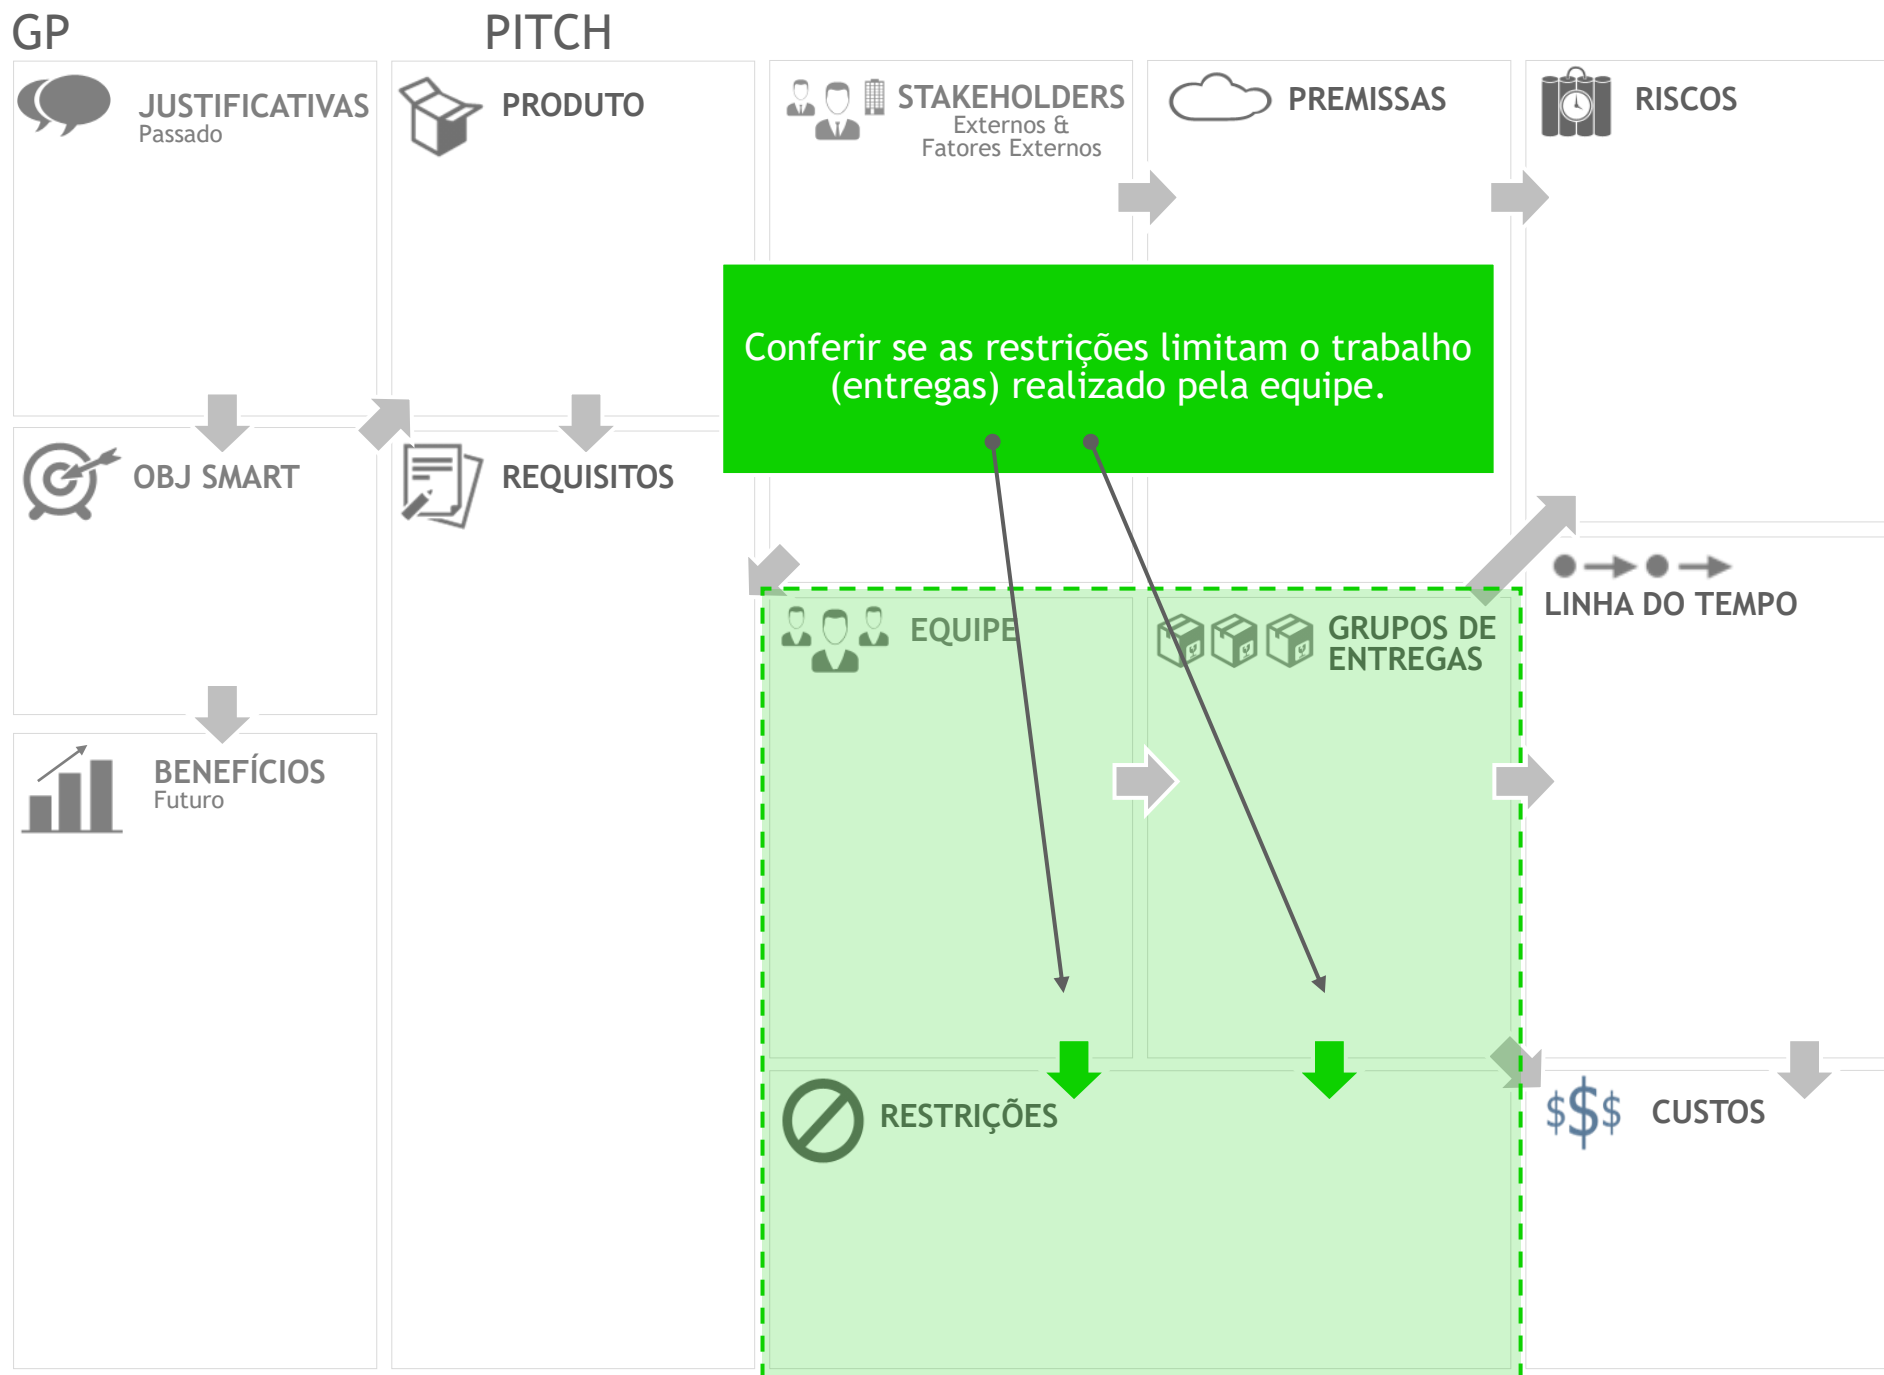 GP
PITCH
JUSTIFICATIVAS
Passado
PRODUTO
STAKEHOLDERS
Externos &
Fatores Externos
PREMISSAS
RISCOS
Conferir se as restrições limitam o trabalho
(entregas) realizado pela equipe.
OBJ SMART
REQUISITOS
LINHA DO TEMPO
EQUIPE
GRUPOS DE
ENTREGAS
BENEFÍCIOS
Futuro
RESTRIÇÕES
$$$
CUSTOS